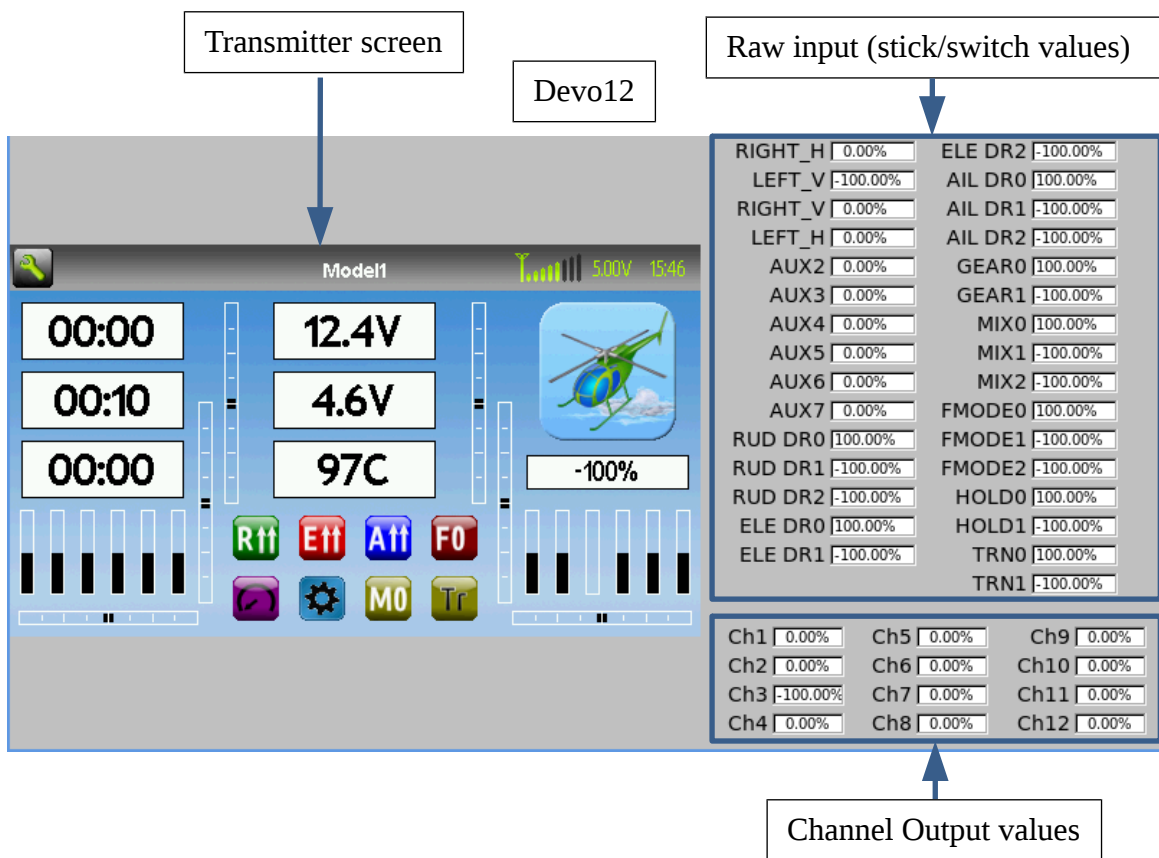 Transmitter screen
Raw input (stick/switch values)
Devo12
Model1 5.00V 15:46
00:00 12.4V
00:10 4.6V
00:00 97C
-100%
R E A F0
M0 Tr
RIGHT_H 0.00% ELE DR2 -100.00%
LEFT_V -100.00% AIL DR0 100.00%
RIGHT_V 0.00% AIL DR1 -100.00%
LEFT_H 0.00% AIL DR2 -100.00%
AUX2 0.00% GEAR0 100.00%
AUX3 0.00% GEAR1 -100.00%
AUX4 0.00% MIX0 100.00%
AUX5 0.00% MIX1 -100.00%
AUX6 0.00% MIX2 -100.00%
AUX7 0.00% FMODE0 100.00%
RUD DR0 100.00% FMODE1 -100.00%
RUD DR1 -100.00% FMODE2 -100.00%
RUD DR2 -100.00% HOLD0 100.00%
ELE DR0 100.00% HOLD1 -100.00%
ELE DR1 -100.00% TRN0 100.00%
TRN1 -100.00%
Ch1 0.00% Ch5 0.00% Ch9 0.00%
Ch2 0.00% Ch6 0.00% Ch10 0.00%
Ch3 -100.00% Ch7 0.00% Ch11 0.00%
Ch4 0.00% Ch8 0.00% Ch12 0.00%
Channel Output values